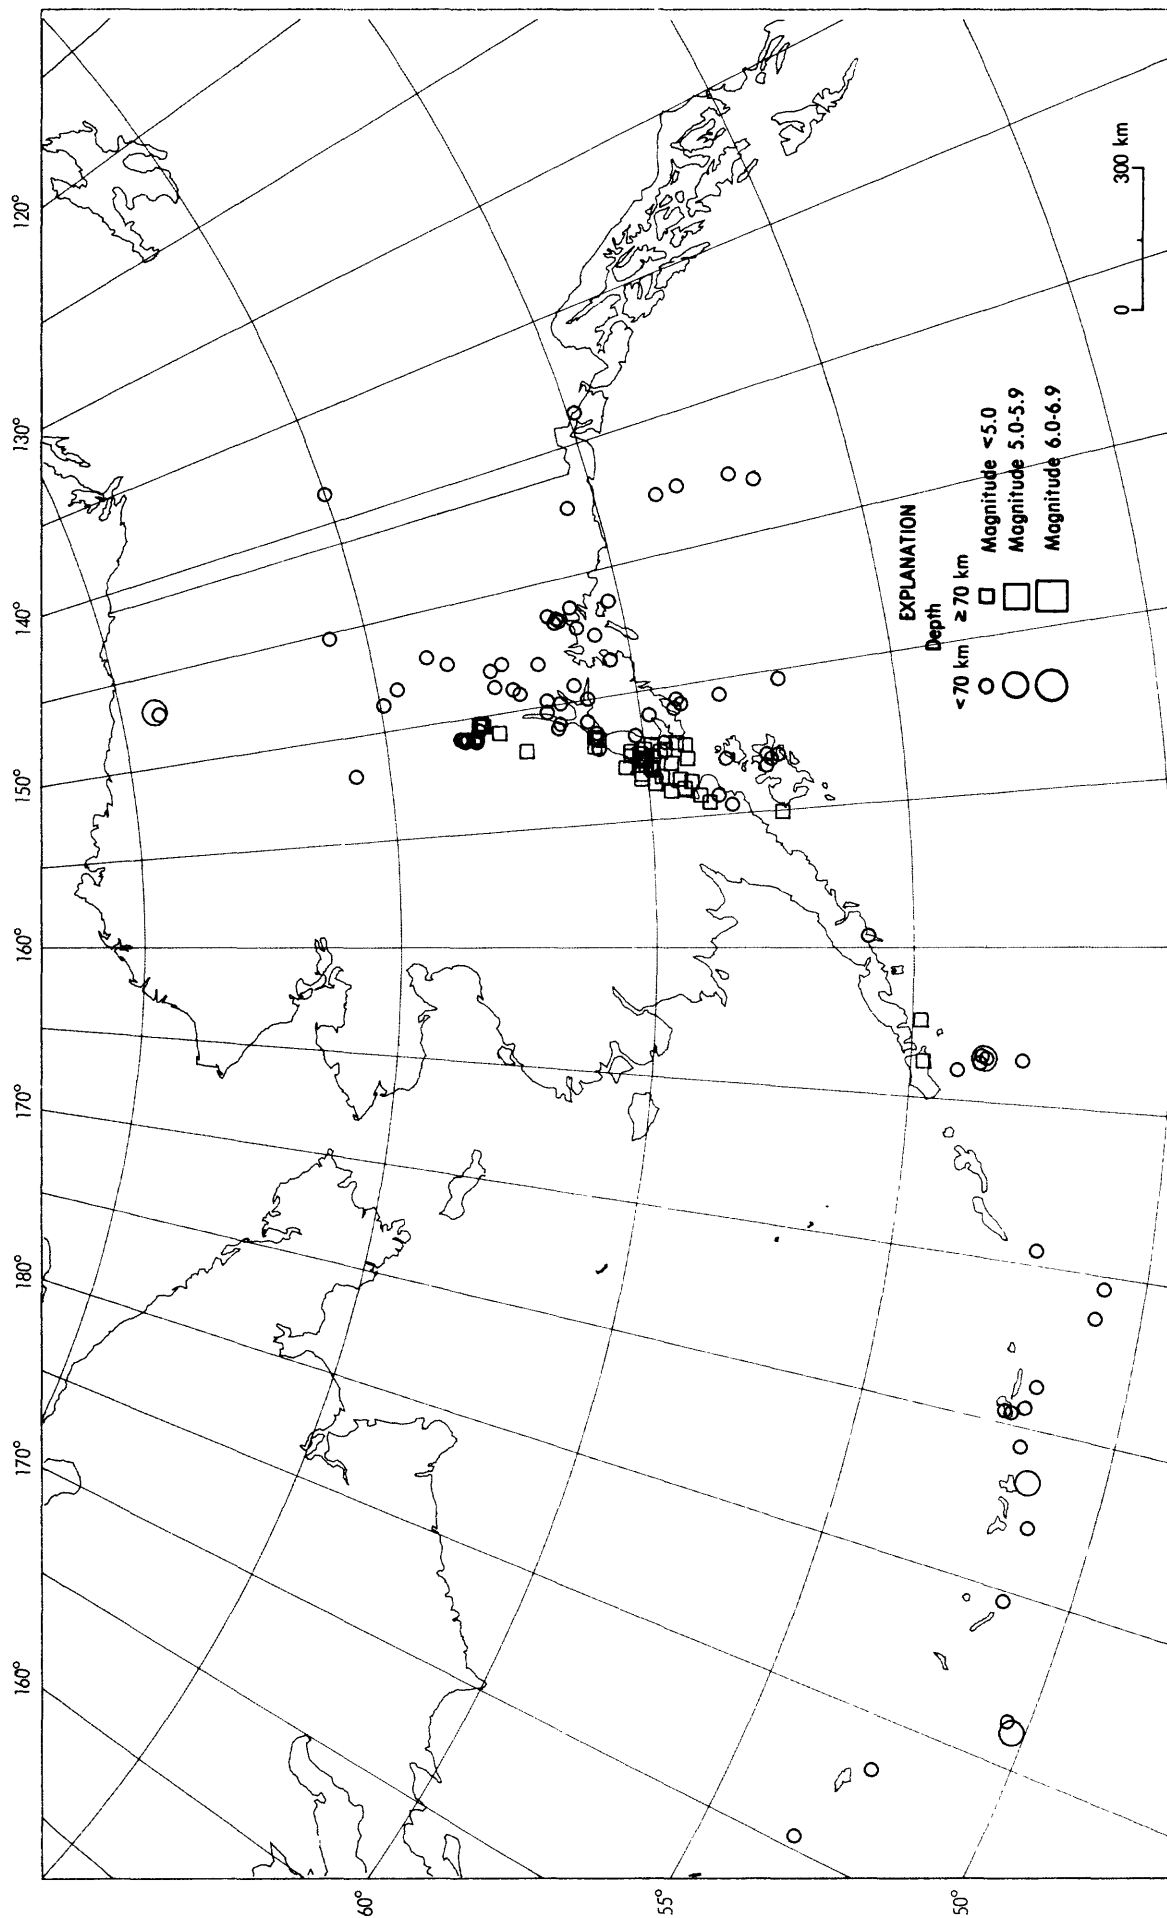 120°
130°
140°
150°
160°
170°
180°
170°
160°
60°
55°
50°
EXPLANATION
Depth
<70 km ≥70 km
Magnitude <5.0
Magnitude 5.0-5.9
Magnitude 6.0-6.9
0 300 km